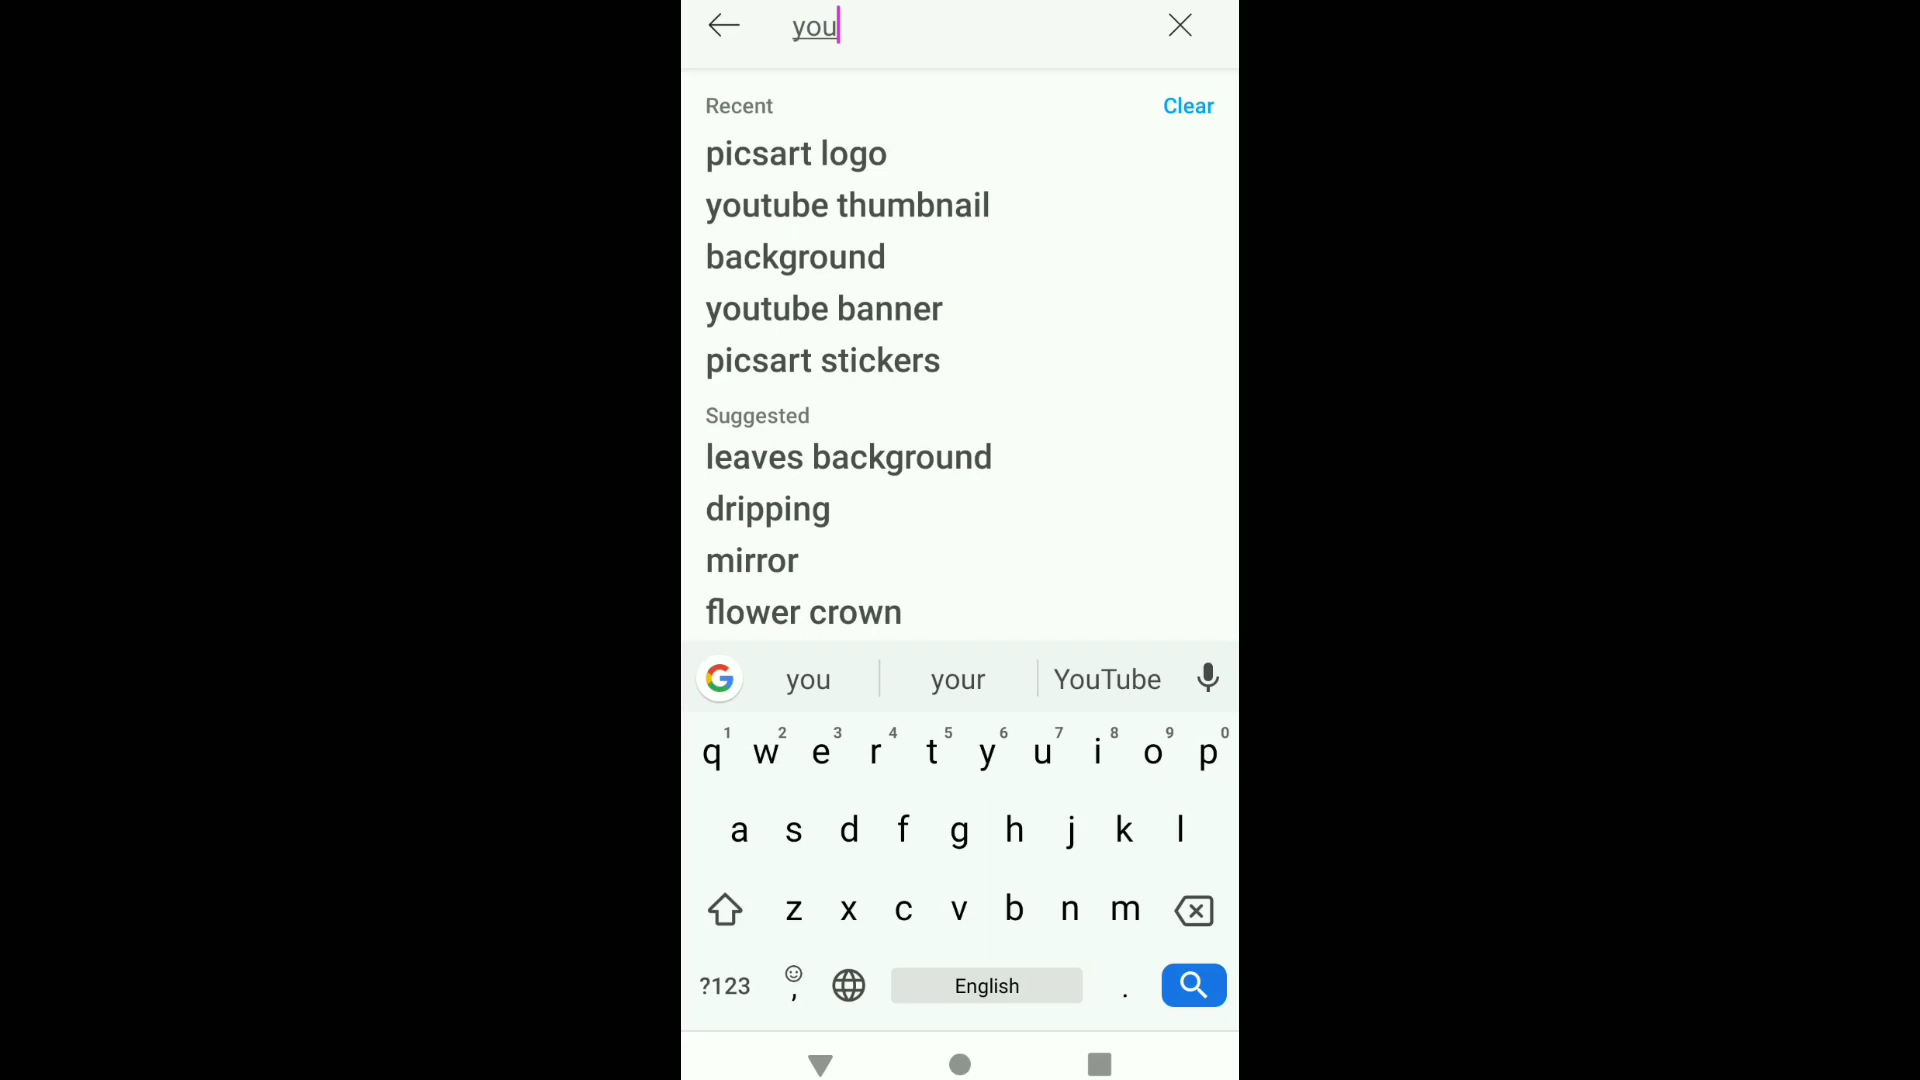 you
Recent Clear
picsart logo
youtube thumbnail
background
youtube banner
picsart stickers
Suggested
leaves background
dripping
mirror
flower crown
G you your YouTube
1 2 3 4 5 6 7 8 9 0
q w e r t y u i o p
a s d f g h j k l
z x c v b n m
?123 , English .